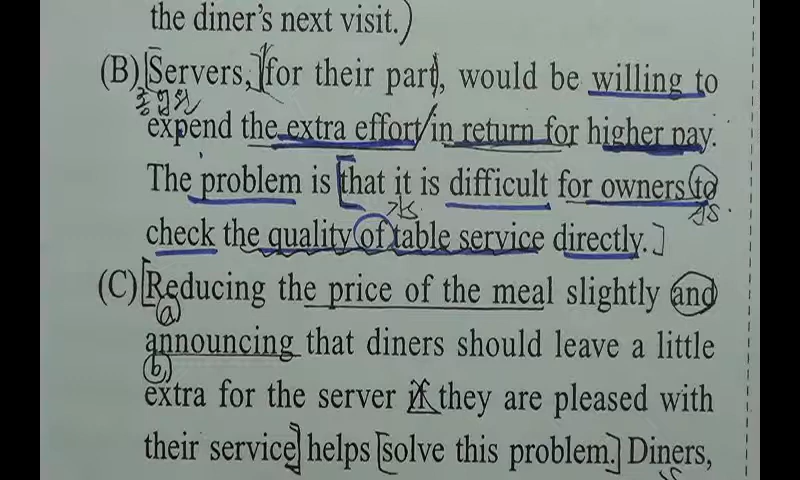 the diner's next visit.)
(B) Servers, for their part, would be willing to
종업원
expend the extra effort/in return for higher pay.
The problem is that it is difficult for owners to
check the quality of table service directly.
(C) Reducing the price of the meal slightly and
a
announcing that diners should leave a little
b
extra for the server if they are pleased with
their service helps solve this problem. Diners,